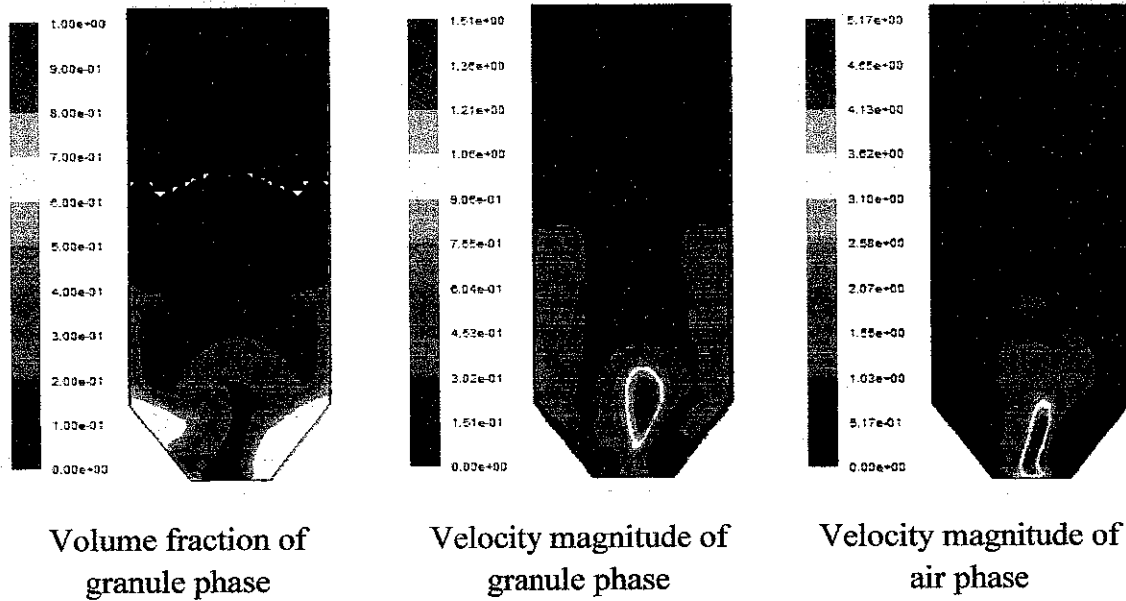 1.00e+00
9.00e-01
8.00e-01
7.00e-01
6.00e-01
5.00e-01
4.00e-01
3.00e-01
2.00e-01
1.00e-01
0.00e+00
1.51e+00
1.36e+00
1.21e+00
1.06e+00
9.06e-01
7.55e-01
6.04e-01
4.53e-01
3.02e-01
1.51e-01
0.00e+00
5.17e+00
4.65e+00
4.13e+00
3.62e+00
3.10e+00
2.58e+00
2.07e+00
1.55e+00
1.03e+00
5.17e-01
0.00e+00
Volume fraction of
granule phase
Velocity magnitude of
granule phase
Velocity magnitude of
air phase